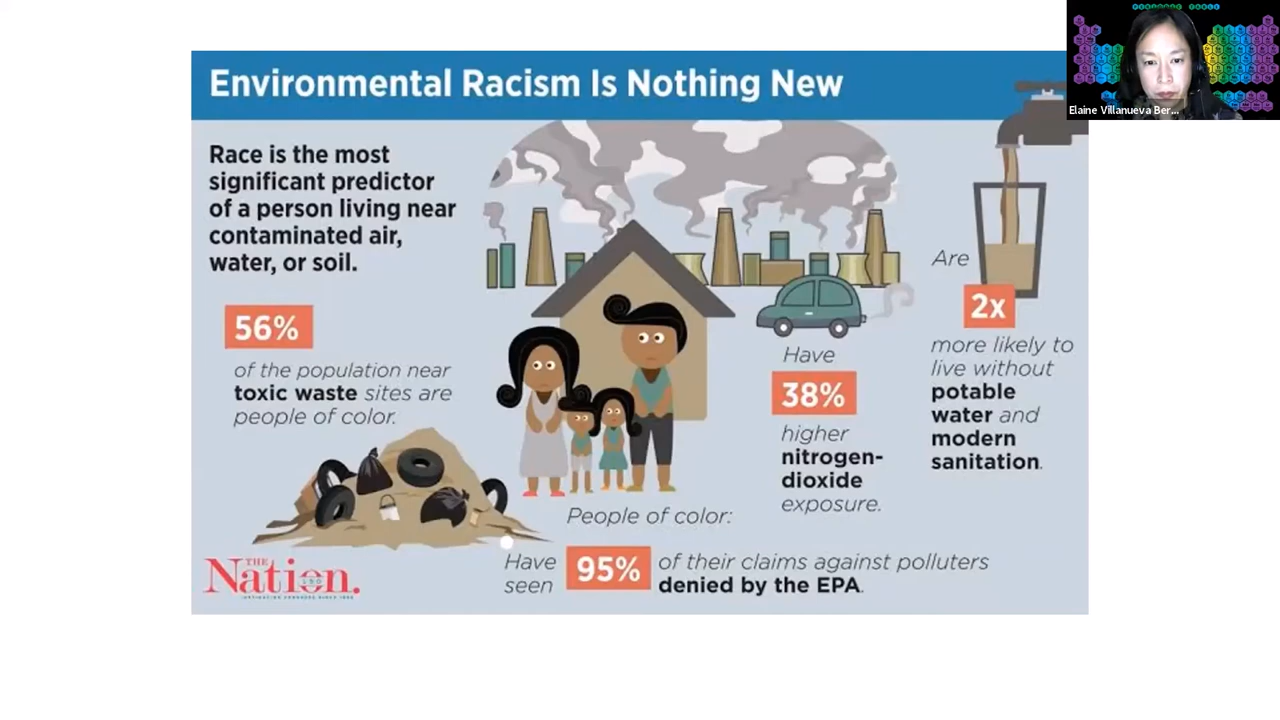 Environmental Racism Is Nothing New
Race is the most
significant predictor
of a person living near
contaminated air,
water, or soil.
56%
of the population near
toxic waste sites are
people of color.
People of color:
Have
38%
higher
nitrogen-
dioxide
exposure.
Are
2x
more likely to
live without
potable
water and
modern
sanitation.
Have
seen
95%
of their claims against polluters
denied by the EPA.
THE
Nation.
150
Elaine Villanueva Ber...